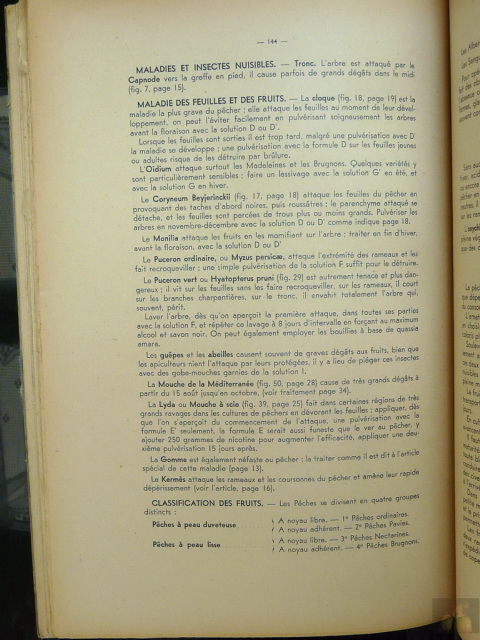 — 144 —
MALADIES ET INSECTES NUISIBLES. — Tronc. L'arbre est attaqué par le
Capnode vers la greffe en pied, il cause parfois de grands dégâts dans le midi
(fig. 7, page 15).
MALADIE DES FEUILLES ET DES FRUITS. — La cloque (fig. 18, page 19) est la
maladie la plus grave du pêcher ; elle attaque les feuilles au moment de leur déve-
loppement, on peut l'éviter facilement en pulvérisant soigneusement les arbres
avant la floraison avec la solution D ou D'.
Lorsque les feuilles sont sorties il est trop tard, malgré une pulvérisation avec D'
la maladie se développe ; une pulvérisation avec la formule D sur les feuilles jeunes
ou adultes risque de les détruire par brûlure.
L'Oïdium attaque surtout les Madeleines et les Brugnons. Quelques variétés y
sont particulièrement sensibles : faire un lessivage avec la solution G' en été, et
avec la solution G en hiver.
Le Coryneum Beyjerinckii (fig. 17, page 18) attaque les feuilles du pêcher en
provoquant des taches d'abord noires, puis roussâtres ; le parenchyme attaqué se
détache, et les feuilles sont percées de trous plus ou moins grands. Pulvériser les
arbres en novembre-décembre avec la solution D ou D' comme indique page 18.
Le Monilia attaque les fruits en les momifiant sur l'arbre ; traiter en fin d'hiver,
avant la floraison, avec la solution D ou D'
Le Puceron ordinaire, ou Myzus persicæ, attaque l'extrémité des rameaux et les
fait recroqueviller ; une simple pulvérisation de la solution F suffit pour le détruire.
Le Puceron vert ou Hyalopterus pruni (fig. 29) est autrement tenace et plus dan-
gereux ; il vit sur les feuilles sans les faire recroqueviller, sur les rameaux, il court
sur les branches charpentières, sur le tronc, il envahit totalement l'arbre qui,
souvent, périt.
Laver l'arbre, dès qu'on aperçoit la première attaque, dans toutes ses parties
avec la solution F, et répéter ce lavage à 8 jours d'intervalle en forçant au maximum
alcool et savon noir. On peut également employer les bouillies à base de quassia
amara.
Les guêpes et les abeilles causent souvent de graves dégâts aux fruits, bien que
les apiculteurs nient l'attaque par leurs protégées, il y a lieu de piéger ces insectes
avec des gobe-mouches garnies de la solution I.
La Mouche de la Méditerranée (fig. 50, page 28) cause de très grands dégâts à
partir du 15 août jusqu'en octobre, (voir traitement page 34).
La Lyda ou Mouche à scie (fig. 39, page 25) fait dans certaines régions de très
grands ravages dans les cultures de pêchers en dévorant les feuilles ; appliquer, dès
que l'on s'aperçoit du commencement de l'attaque, une pulvérisation avec la
formule E' seulement, la formule E serait aussi funeste que le ver au pêcher, y
ajouter 250 grammes de nicotine pour augmenter l'efficacité, appliquer une deu-
xième pulvérisation 15 jours après.
La Gomme est également néfaste au pêcher ; la traiter comme il est dit à l'article
spécial de cette maladie (page 13).
Le Kermès attaque les rameaux et les coursonnes du pêcher et amène leur rapide
dépérissement (voir l'article, page 16).
CLASSIFICATION DES FRUITS. — Les Pêches se divisent en quatre groupes
distincts :
Pêches à peau duveteuse
A noyau libre. — 1° Pêches ordinaires.
A noyau adhérent. — 2° Pêches Pavies.
Pêches à peau lisse
A noyau libre. — 3° Pêches Nectarines.
A noyau adhérent. — 4° Pêches Brugnons.